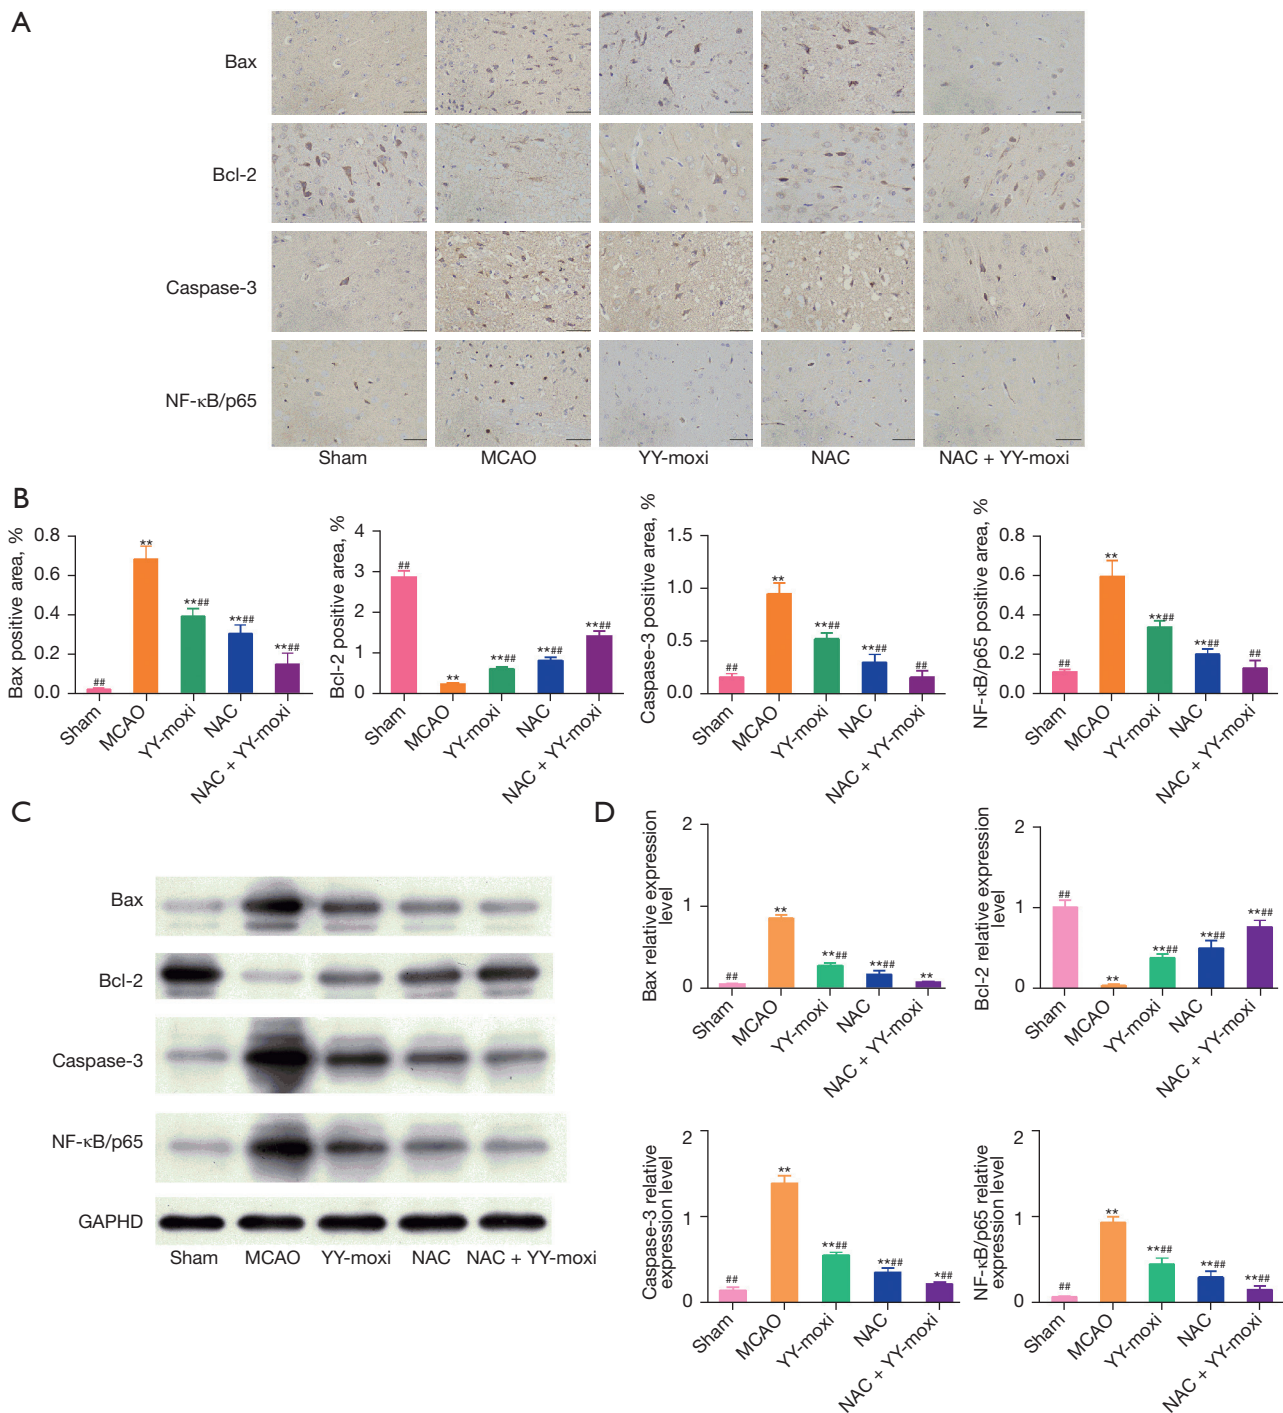 A
Bax
Bcl-2
Caspase-3
NF-κB/p65
Sham MCAO YY-moxi NAC NAC + YY-moxi
B
Bax positive area, %
0.8
0.6
0.4
0.2
0.0
## ** **## **## **##
Sham
MCAO
YY-moxi
NAC
NAC + YY-moxi
Bcl-2 positive area, %
4
3
2
1
0
## ** **## **## **##
Sham
MCAO
YY-moxi
NAC
NAC + YY-moxi
Caspase-3 positive area, %
1.5
1.0
0.5
0.0
## ** **## **## ##
Sham
MCAO
YY-moxi
NAC
NAC + YY-moxi
NF-κB/p65 positive area, %
0.8
0.6
0.4
0.2
0.0
## ** **## **## ##
Sham
MCAO
YY-moxi
NAC
NAC + YY-moxi
C
Bax
Bcl-2
Caspase-3
NF-κB/p65
GAPHD
Sham MCAO YY-moxi NAC NAC + YY-moxi
D
Bax relative expression
level
2
1
0
## ** **## **## **
Sham
MCAO
YY-moxi
NAC
NAC + YY-moxi
Bcl-2 relative expression
level
2
1
0
## ** **## **## **##
Sham
MCAO
YY-moxi
NAC
NAC + YY-moxi
Caspase-3 relative
expression level
2
1
0
## ** **## **## *##
Sham
MCAO
YY-moxi
NAC
NAC + YY-moxi
NF-κB/p65 relative
expression level
2
1
0
## ** **## **## **##
Sham
MCAO
YY-moxi
NAC
NAC + YY-moxi